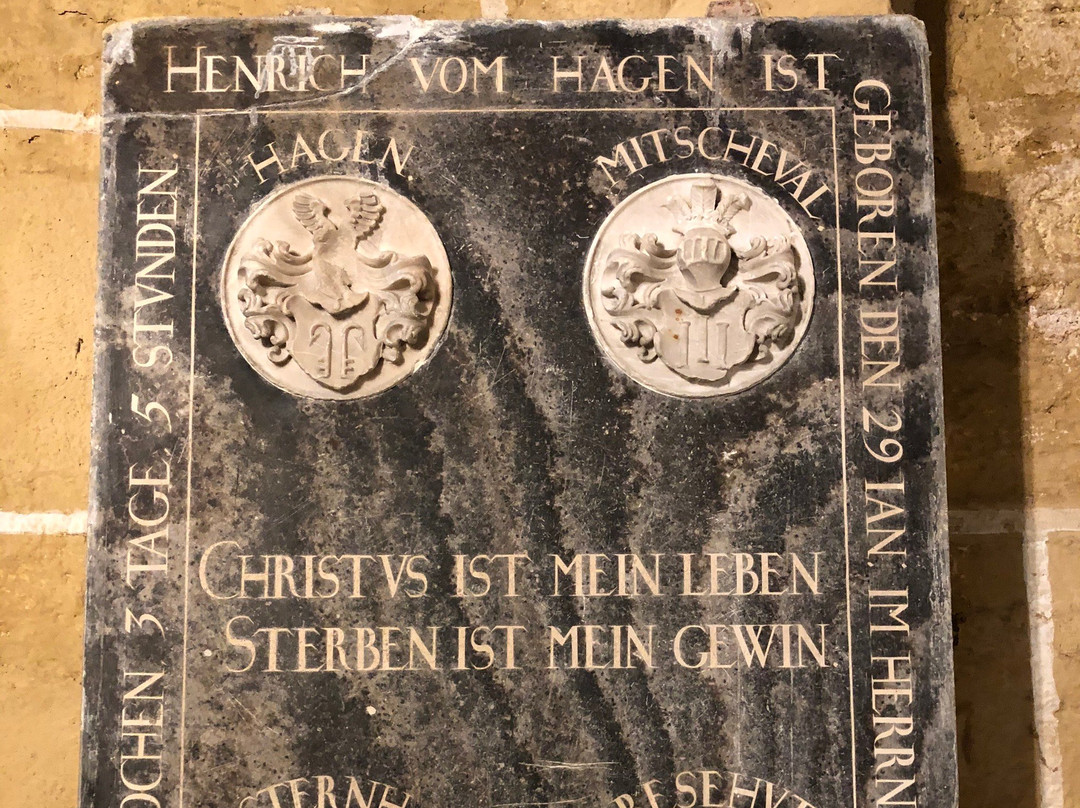 HENRICH VOM HAGEN IST
GEBOREN DEN 29 IAN: IM HERRN
3 TAGE. 5 STVNDEN.
HAGEN.
MITSCHEVAL
CHRISTVS IST MEIN LEBEN
STERBEN IST MEIN GEWIN.